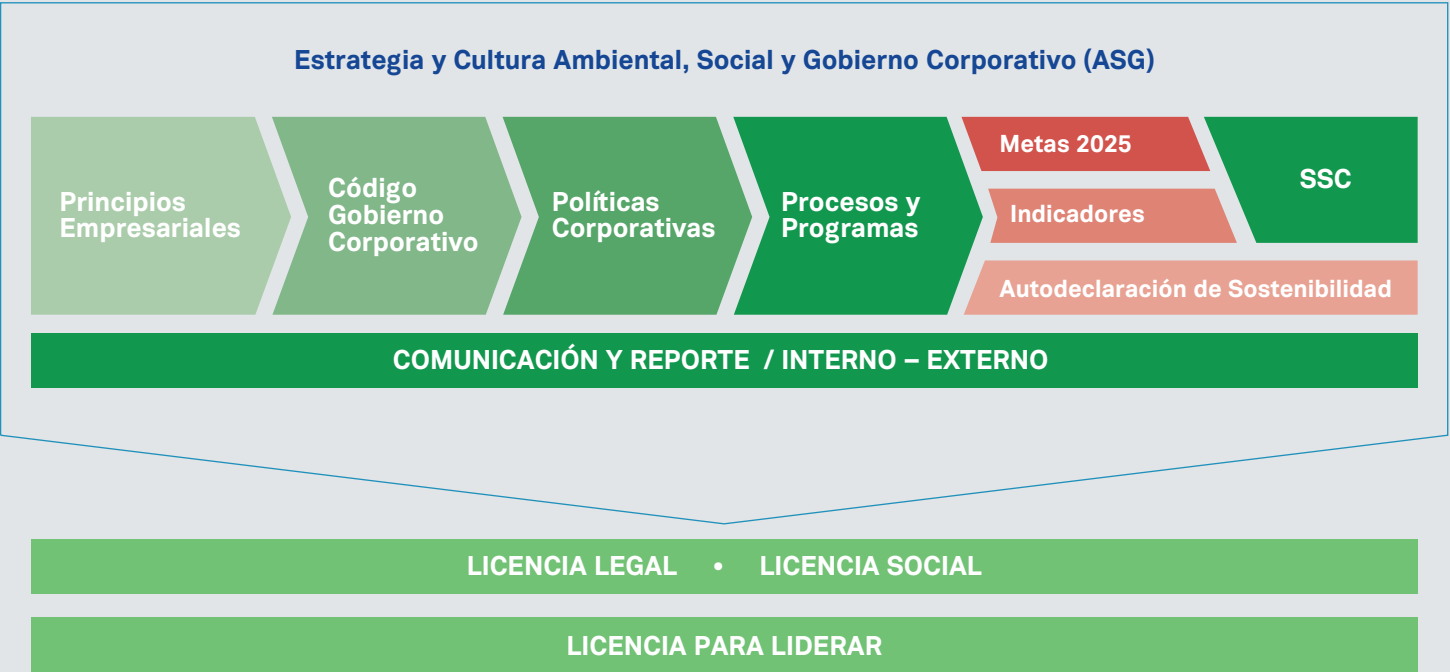 Estrategia y Cultura Ambiental, Social y Gobierno Corporativo (ASG)
Principios
Empresariales
Código
Gobierno
Corporativo
Políticas
Corporativas
Procesos y
Programas
Metas 2025
Indicadores
SSC
Autodeclaración de Sostenibilidad
COMUNICACIÓN Y REPORTE / INTERNO – EXTERNO
LICENCIA LEGAL • LICENCIA SOCIAL
LICENCIA PARA LIDERAR